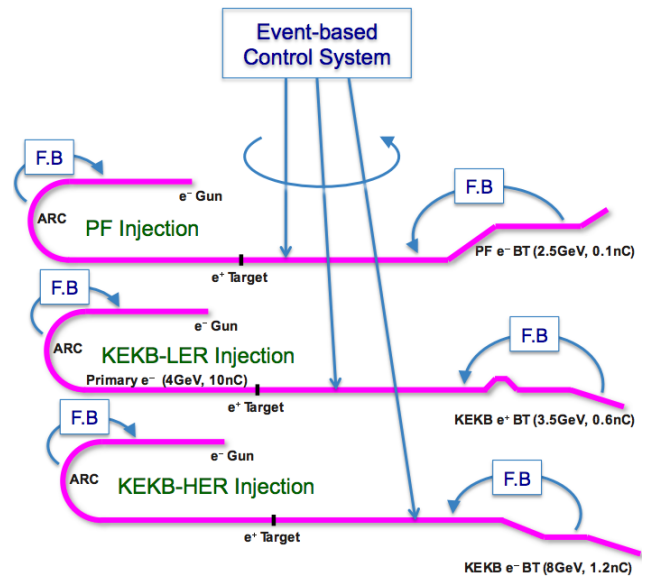 Event-based
Control System
F.B
e⁻ Gun
ARC
PF Injection
F.B
e⁺ Target
PF e⁻ BT (2.5GeV, 0.1nC)
F.B
e⁻ Gun
ARC
KEKB-LER Injection
Primary e⁻ (4GeV, 10nC)
F.B
e⁺ Target
KEKB e⁺ BT (3.5GeV, 0.6nC)
F.B
e⁻ Gun
ARC
KEKB-HER Injection
F.B
e⁺ Target
KEKB e⁻ BT (8GeV, 1.2nC)